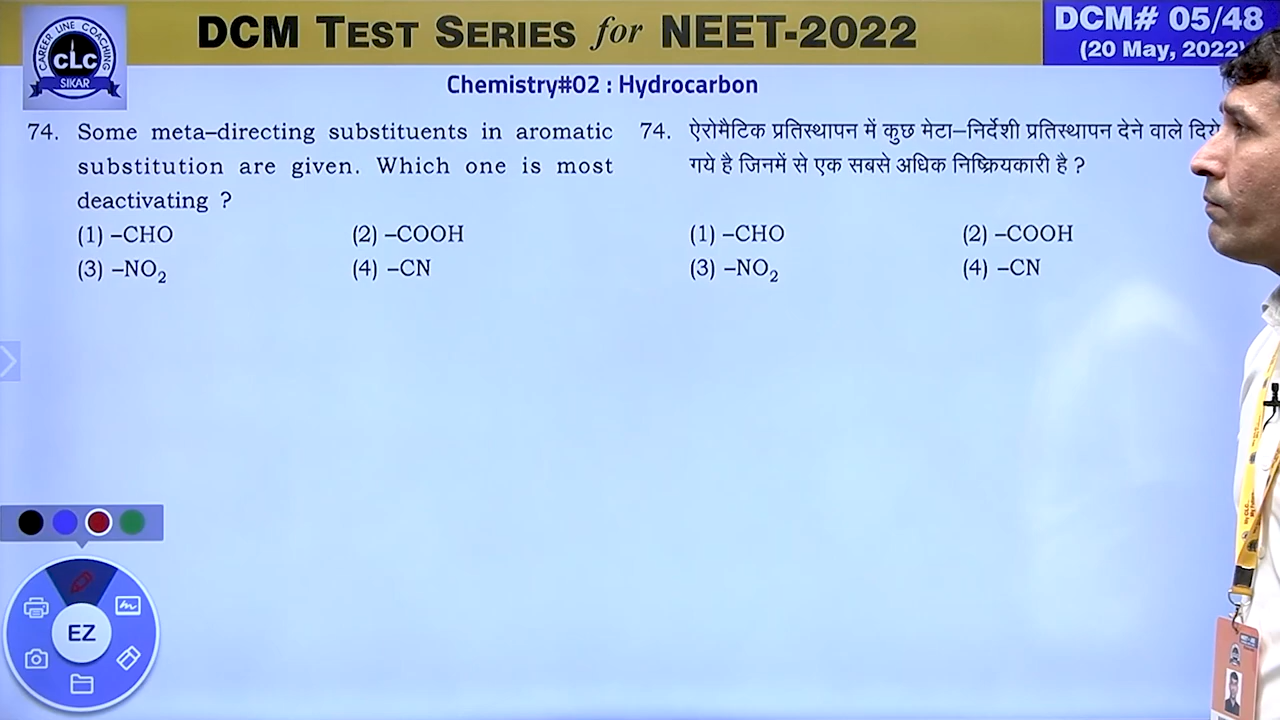 CAREER LINE COACHING
CLC
SIKAR
DCM TEST SERIES for NEET-2022
DCM# 05/48
(20 May, 2022)
Chemistry#02 : Hydrocarbon
74. Some meta–directing substituents in aromatic
substitution are given. Which one is most
deactivating ?
(1) –CHO (2) –COOH
(3) –NO₂ (4) –CN
74. ऐरोमैटिक प्रतिस्थापन में कुछ मेटा–निर्देशी प्रतिस्थापन देने वाले दिये
गये है जिनमें से एक सबसे अधिक निष्क्रियकारी है ?
(1) –CHO (2) –COOH
(3) –NO₂ (4) –CN
EZ